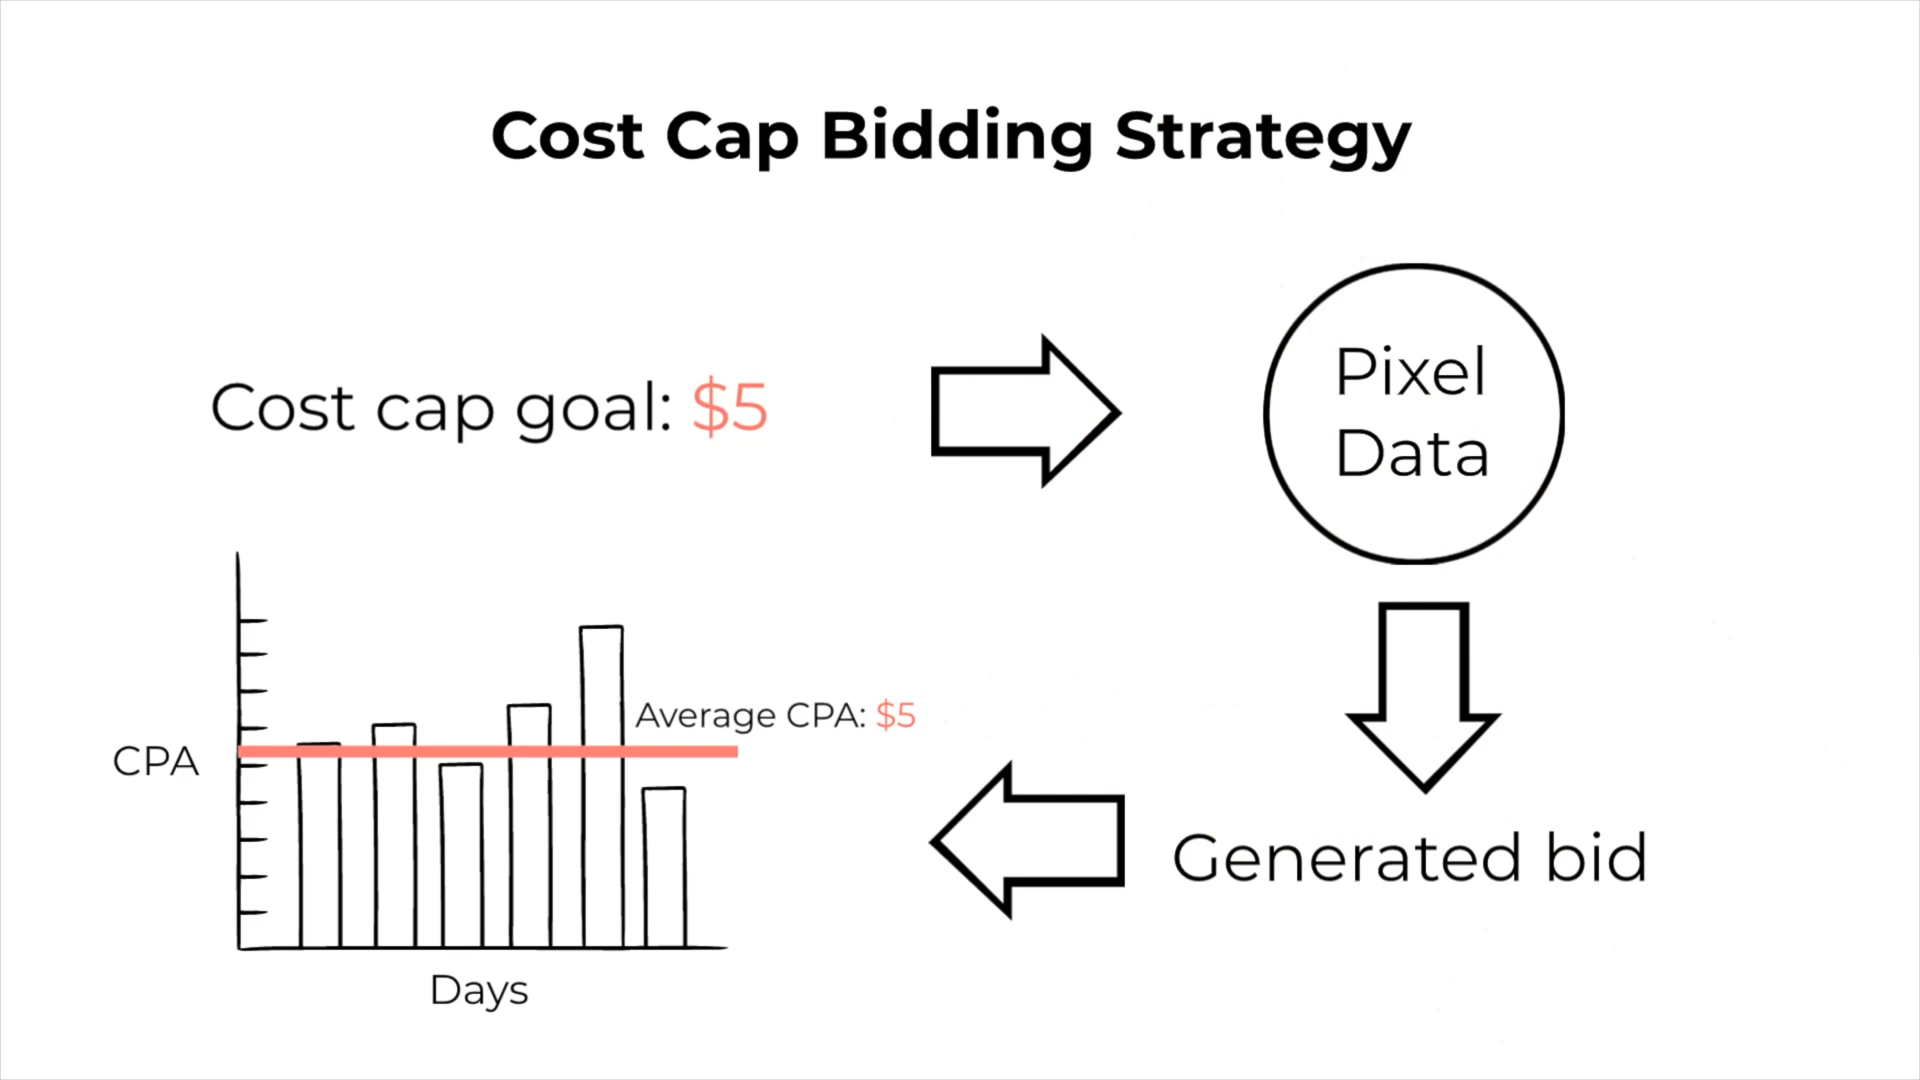 Cost Cap Bidding Strategy
Cost cap goal: $5
Pixel
Data
Generated bid
Average CPA: $5
CPA
Days